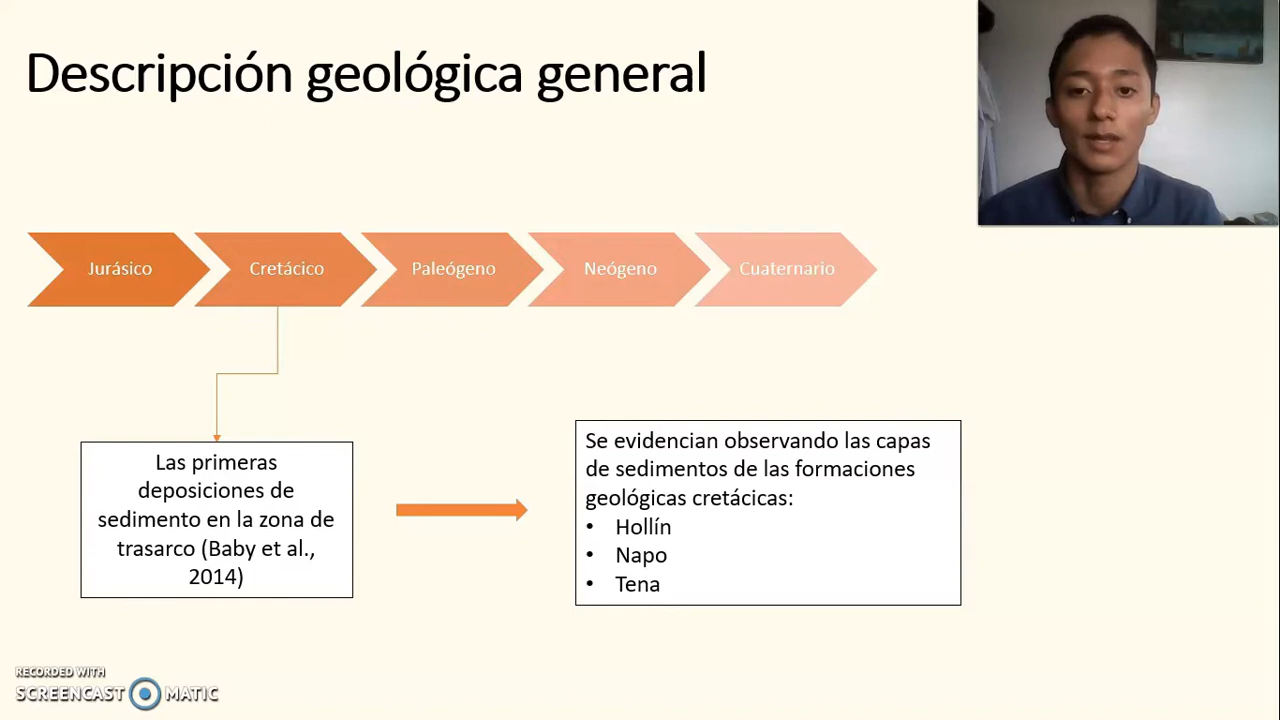 Descripción geológica general
Jurásico
Cretácico
Paleógeno
Neógeno
Cuaternario
Las primeras
deposiciones de
sedimento en la zona de
trasarco (Baby et al.,
2014)
Se evidencian observando las capas
de sedimentos de las formaciones
geológicas cretácicas:
• Hollín
• Napo
• Tena
RECORDED WITH
SCREENCAST MATIC